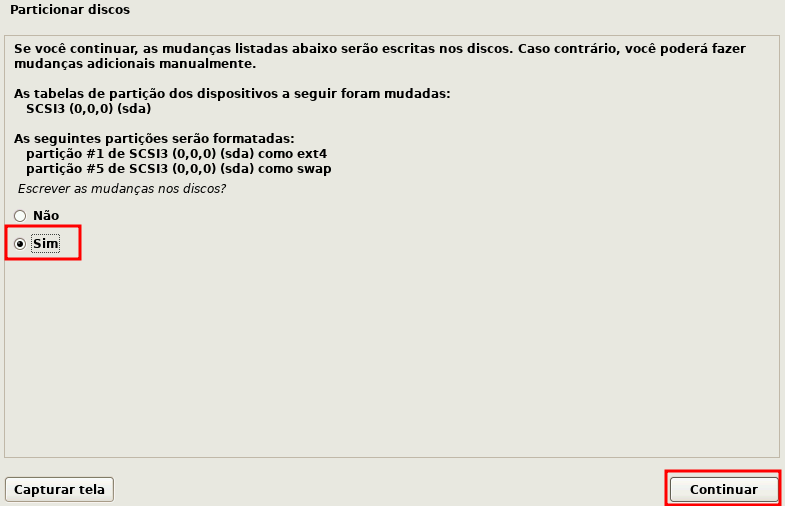 Particionar discos
Se você continuar, as mudanças listadas abaixo serão escritas nos discos. Caso contrário, você poderá fazer
mudanças adicionais manualmente.
As tabelas de partição dos dispositivos a seguir foram mudadas:
SCSI3 (0,0,0) (sda)
As seguintes partições serão formatadas:
partição #1 de SCSI3 (0,0,0) (sda) como ext4
partição #5 de SCSI3 (0,0,0) (sda) como swap
Escrever as mudanças nos discos?
Não
Sim
Capturar tela
Continuar